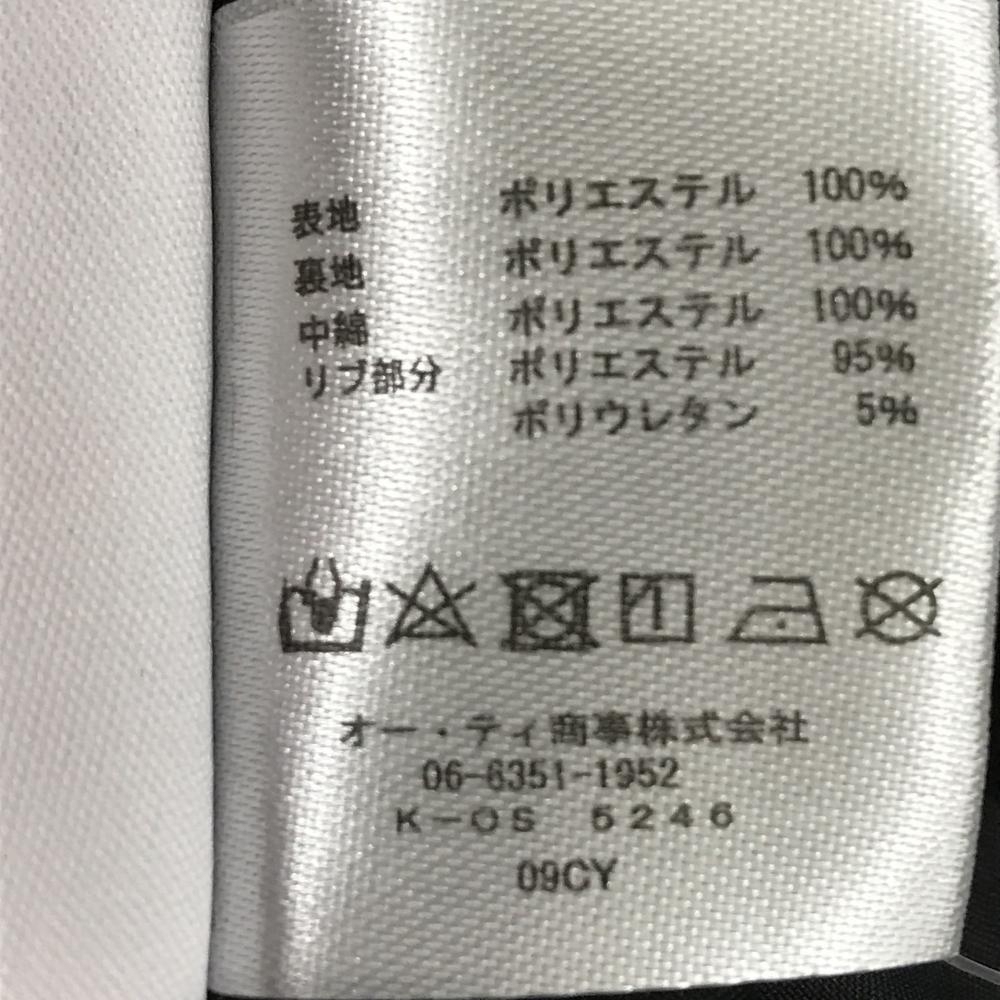 表地 ポリエステル 100%
裏地 ポリエステル 100%
中綿 ポリエステル 100%
リブ部分 ポリエステル 95%
ポリウレタン 5%
オー・ティ商事株式会社
06-6351-1952
K-OS 5246
09CY